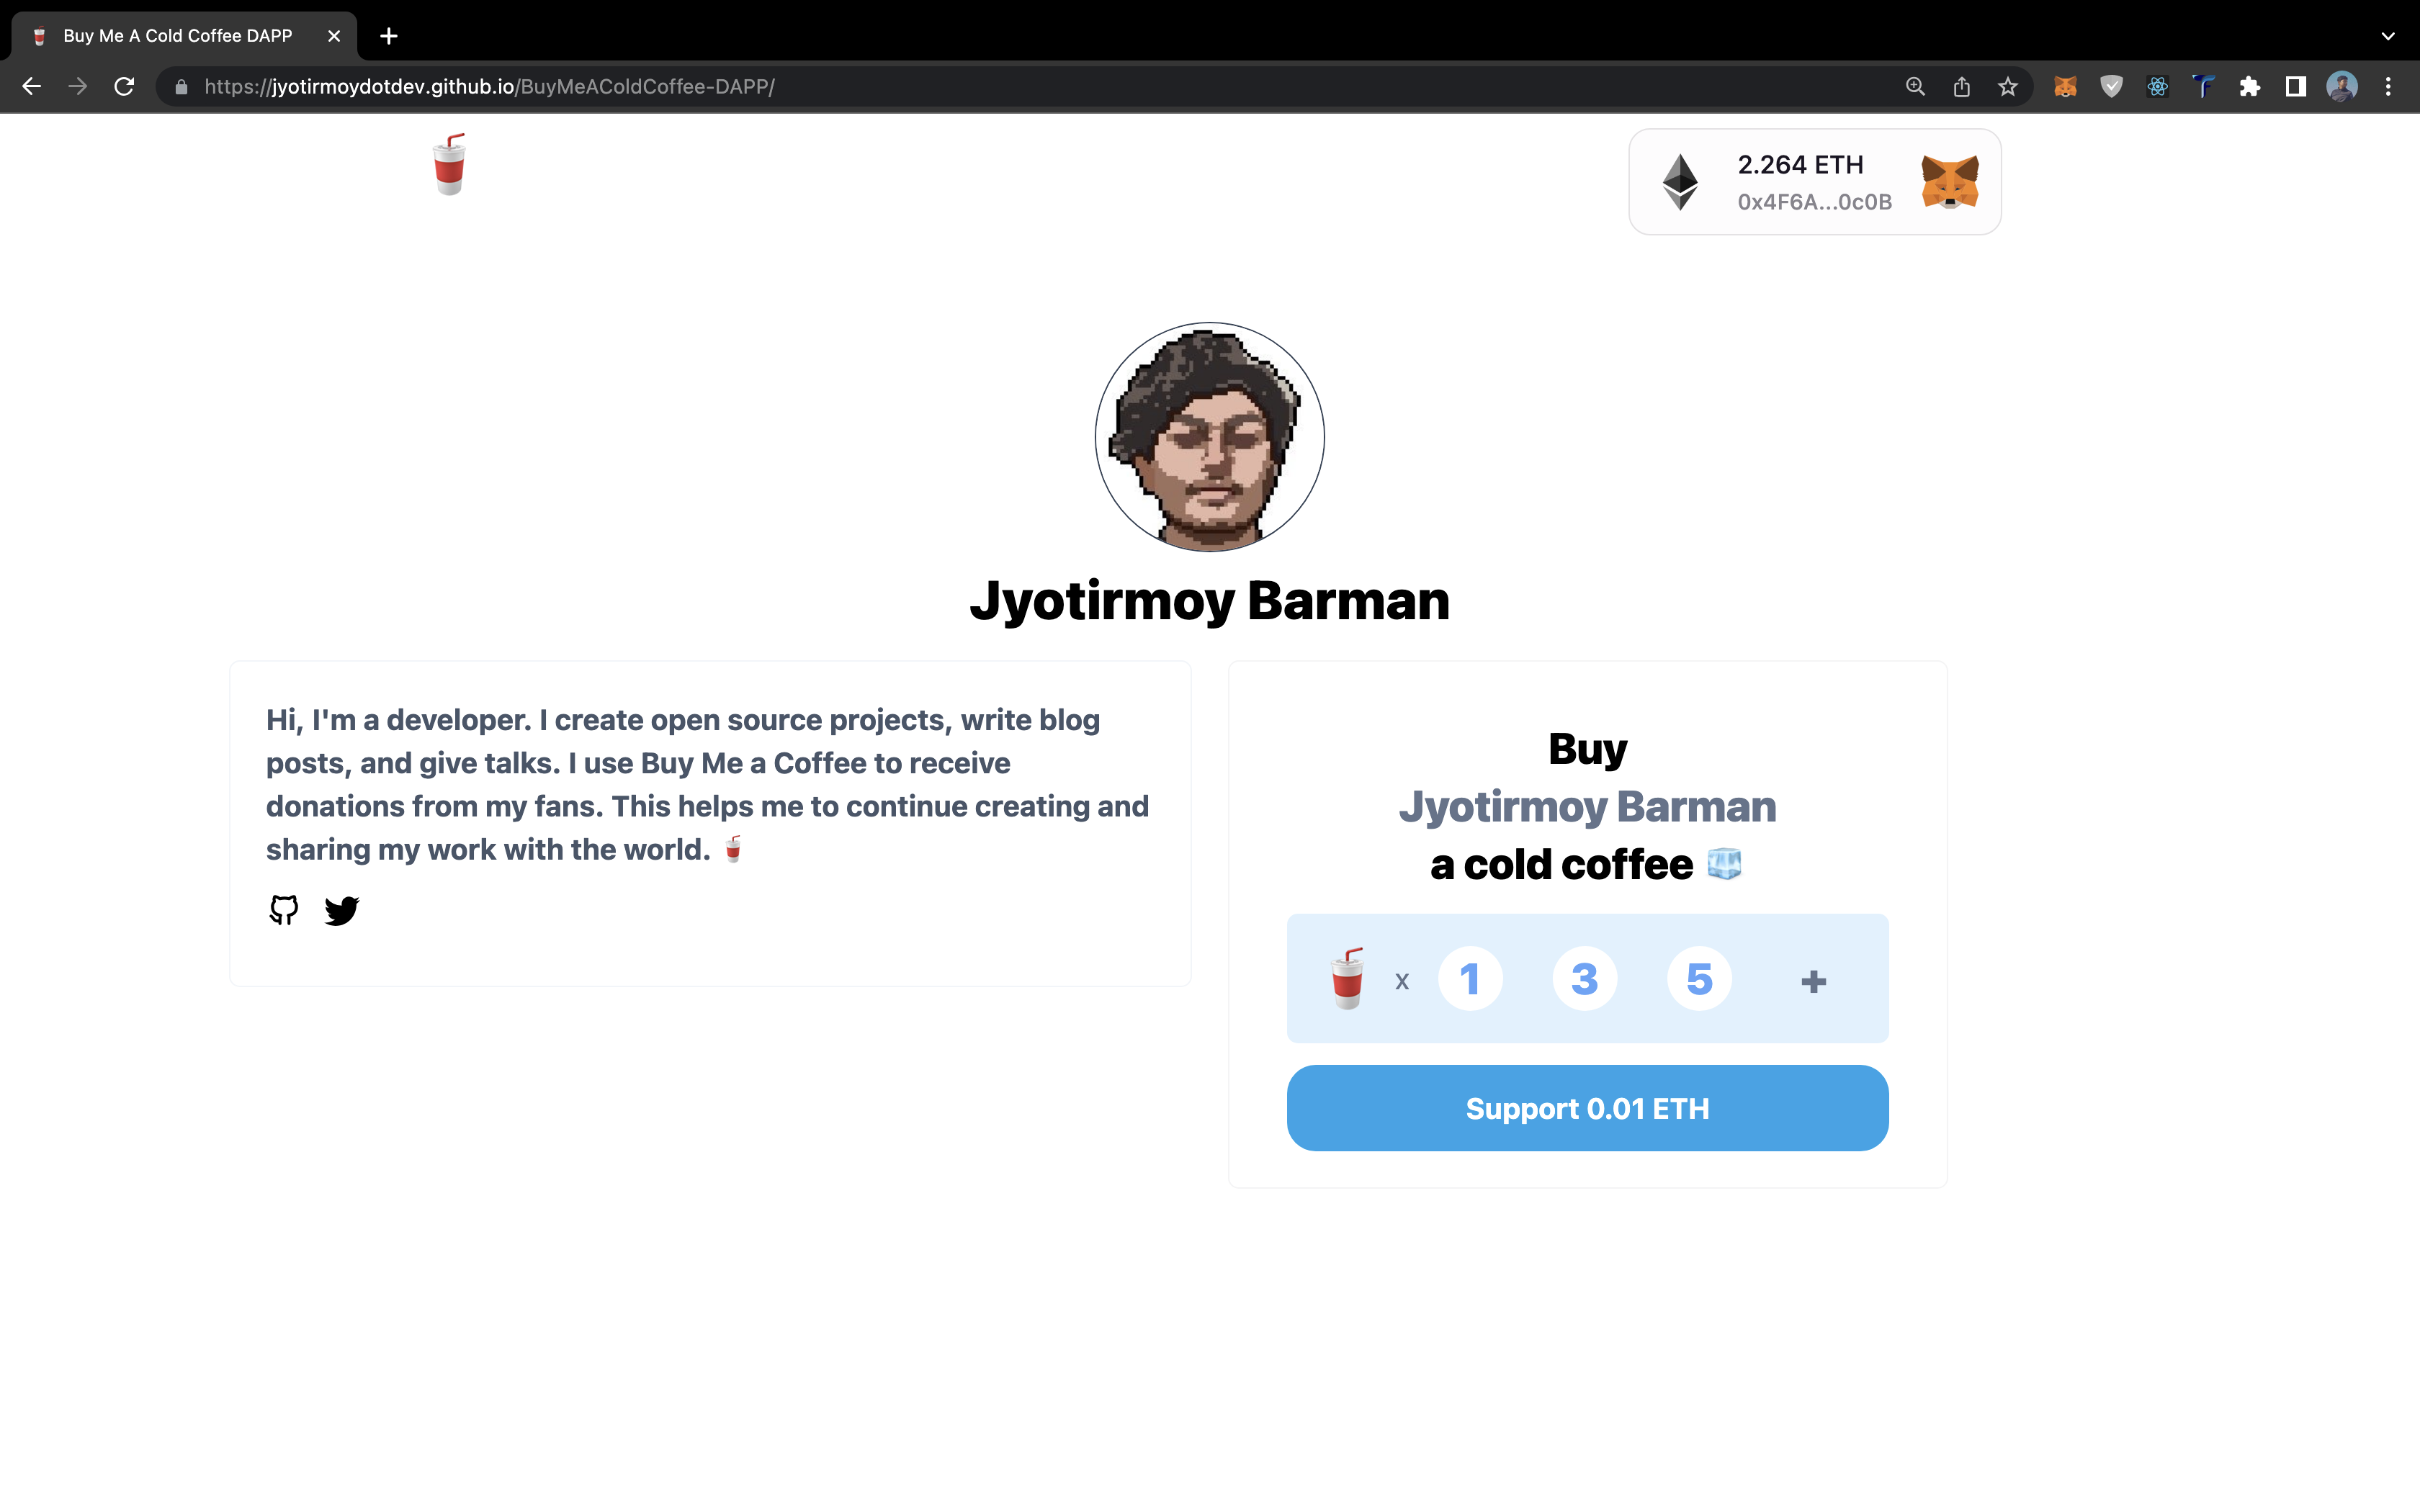 Buy Me A Cold Coffee DAPP
https://jyotirmoydotdev.github.io/BuyMeAColdCoffee-DAPP/
2.264 ETH
0x4F6A...0c0B
Jyotirmoy Barman
Hi, I'm a developer. I create open source projects, write blog
posts, and give talks. I use Buy Me a Coffee to receive
donations from my fans. This helps me to continue creating and
sharing my work with the world. 🥤
Buy
Jyotirmoy Barman
a cold coffee 🧊
🥤 x 1 3 5 +
Support 0.01 ETH